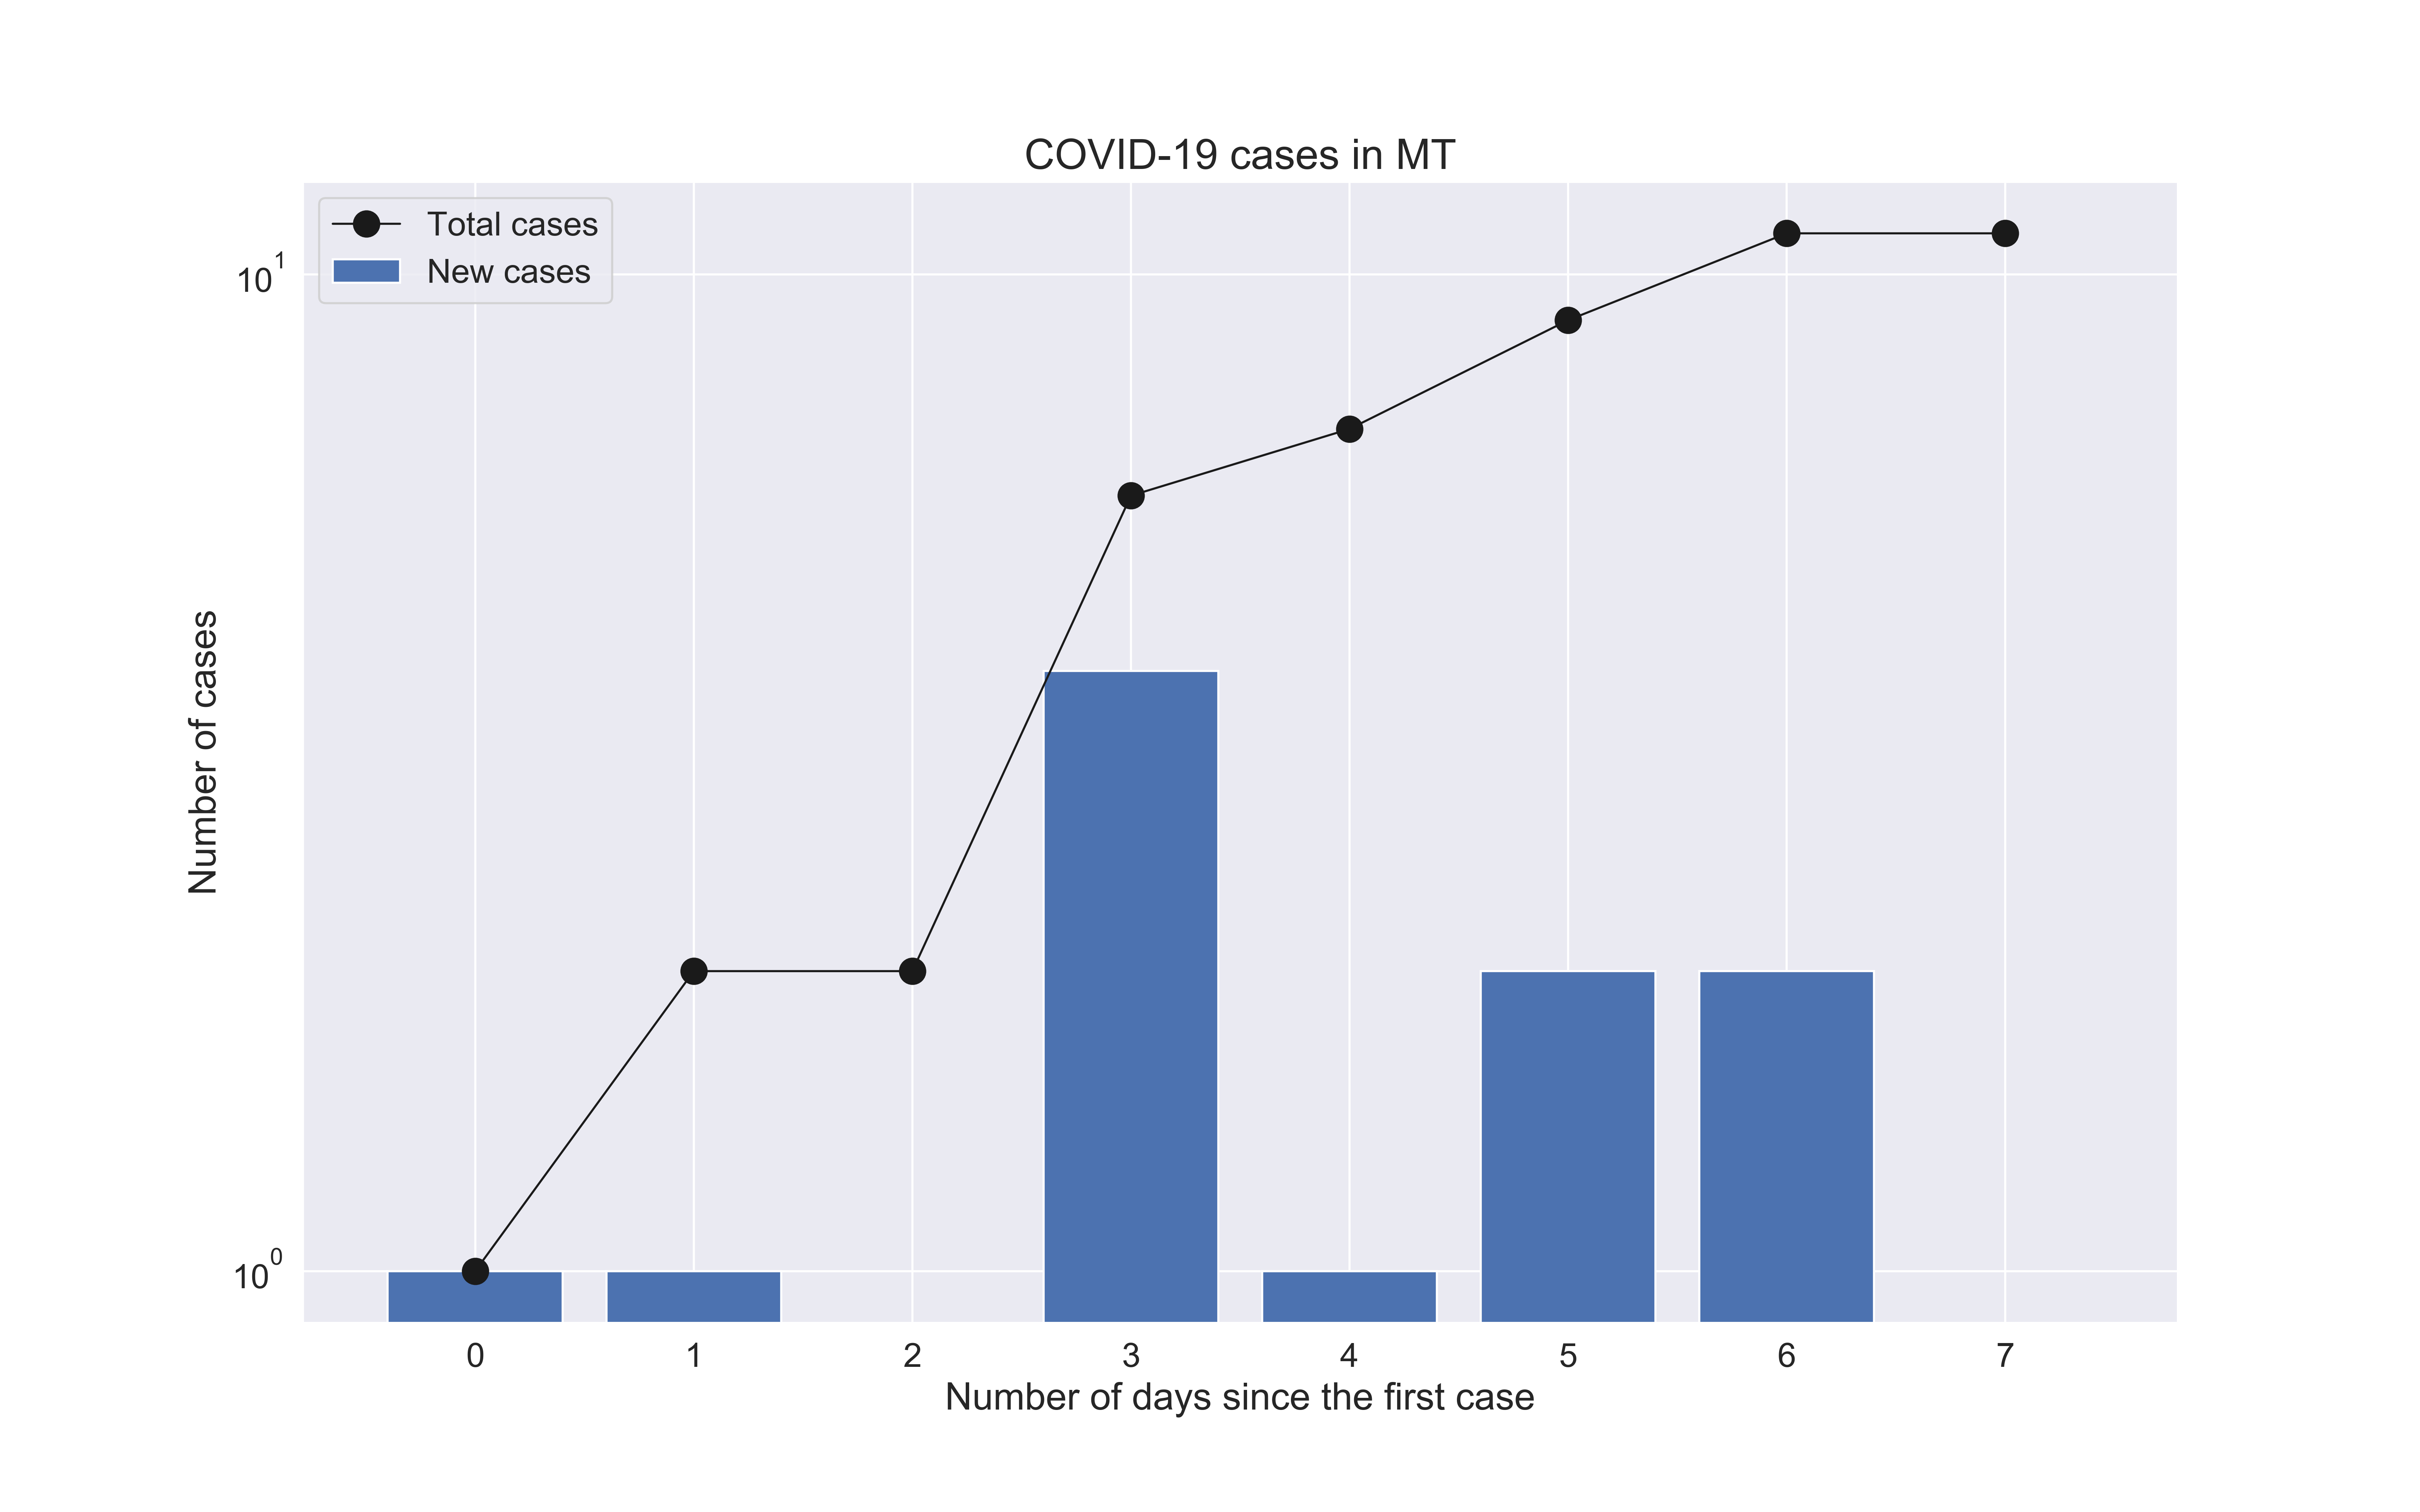 COVID-19 cases in MT
Total cases
New cases
10^1
10^0
Number of cases
0 1 2 3 4 5 6 7
Number of days since the first case